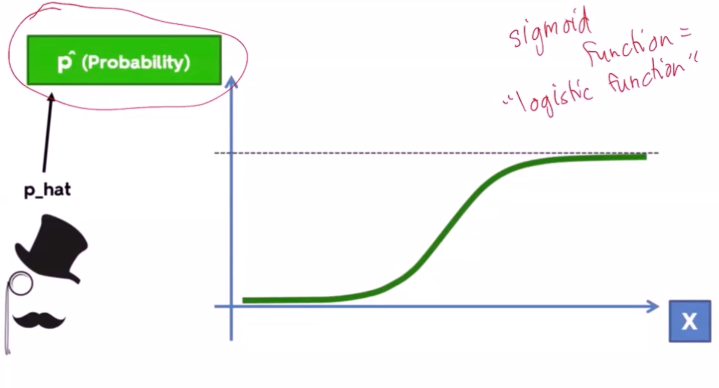 p̂ (Probability)
sigmoid
function =
"logistic function"
p_hat
X